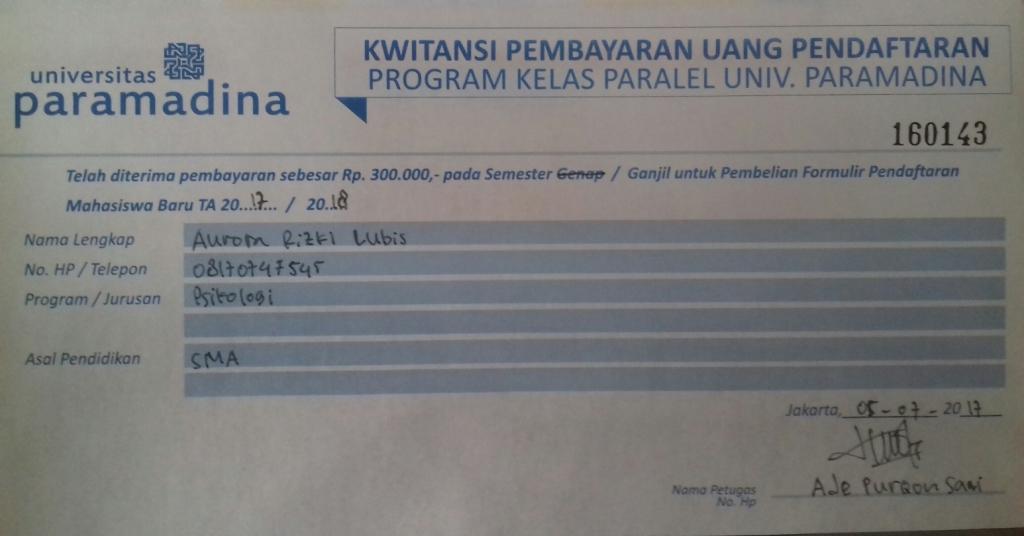 universitas
paramadina
KWITANSI PEMBAYARAN UANG PENDAFTARAN
PROGRAM KELAS PARALEL UNIV. PARAMADINA
160143
Telah diterima pembayaran sebesar Rp. 300.000,- pada Semester Genap / Ganjil untuk Pembelian Formulir Pendaftaran
Mahasiswa Baru TA 20..17... / 20.18
Nama Lengkap Aurora Rizki Lubis
No. HP / Telepon 08170747545
Program / Jurusan Psikologi
Asal Pendidikan SMA
Jakarta, 05-07-2017
Nama Petugas Ade Purqon Sari
No. Hp